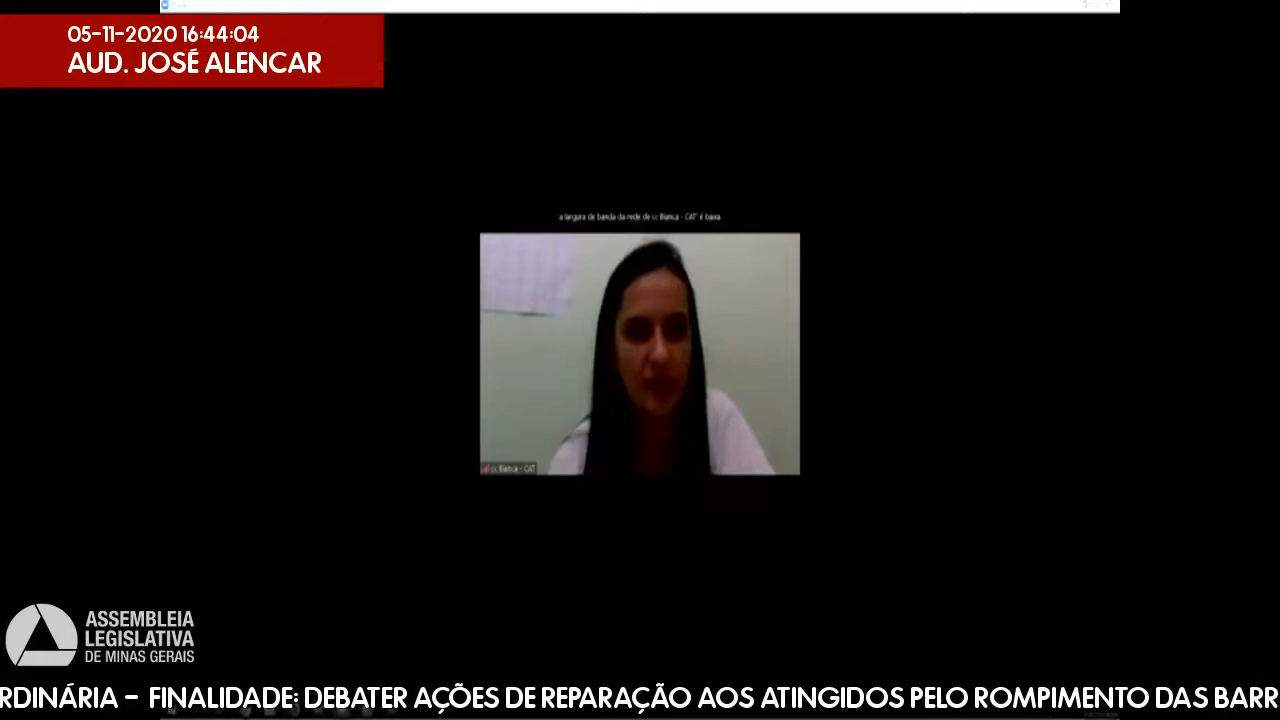 05-11-2020 16:44:04
AUD. JOSÉ ALENCAR
a largura de banda da rede de cc Bianca - CAT' é baixa
cc Bianca - CAT
ASSEMBLEIA
LEGISLATIVA
DE MINAS GERAIS
RDINÁRIA - FINALIDADE: DEBATER AÇÕES DE REPARAÇÃO AOS ATINGIDOS PELO ROMPIMENTO DAS BARR